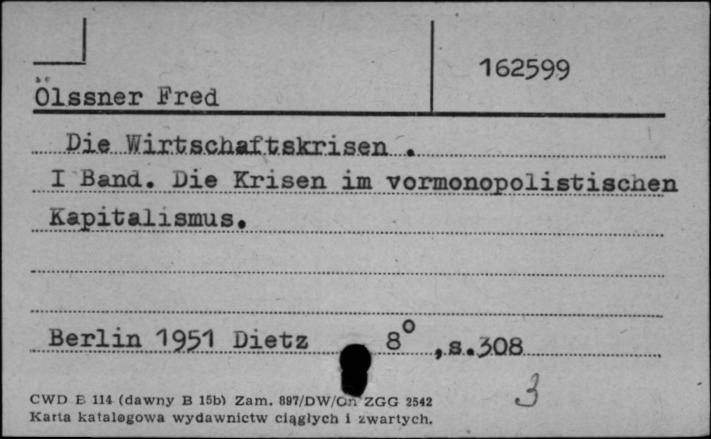 162599
Ölssner Fred
Die Wirtschaftskrisen .
I Band. Die Krisen im vormonopolistischen
Kapitalismus.
Berlin 1951 Dietz 8° ,s.308
3
CWD E 114 (dawny B 15b) Zam. 897/DW/On ZGG 2542
Karta katalogowa wydawnictw ciągłych i zwartych.